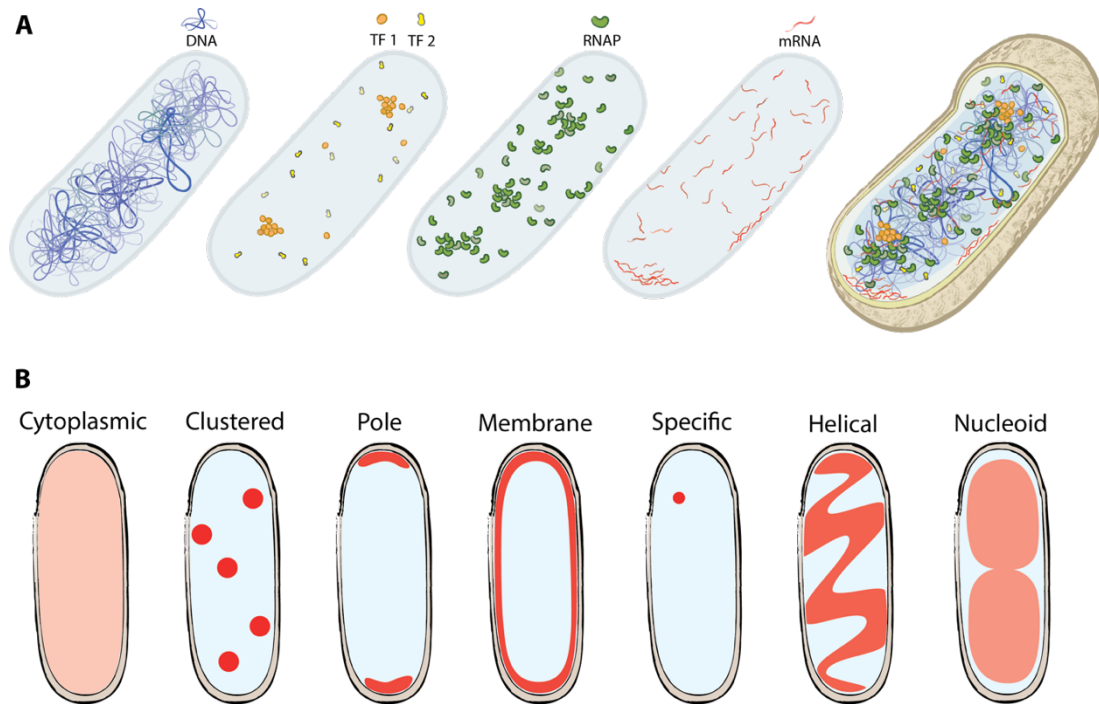 A
DNA
TF 1 TF 2
RNAP
mRNA
B
Cytoplasmic
Clustered
Pole
Membrane
Specific
Helical
Nucleoid